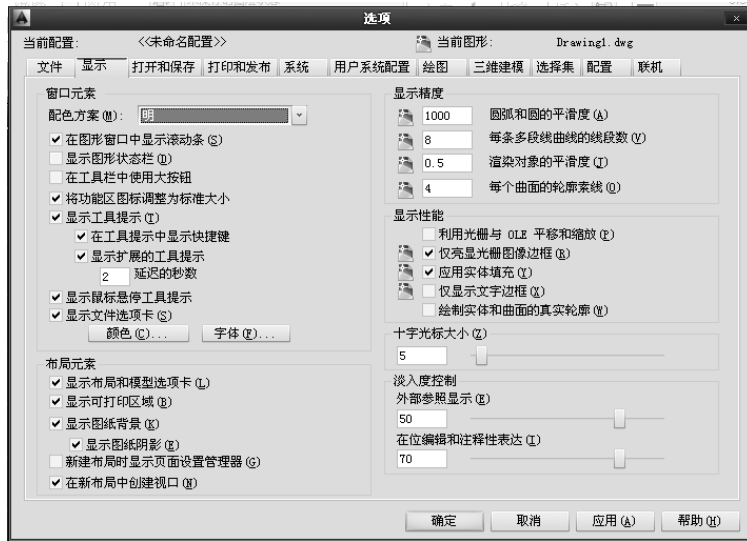 选项
当前配置: <<未命名配置>> 当前图形: Drawing1.dwg
文件 显示 打开和保存 打印和发布 系统 用户系统配置 绘图 三维建模 选择集 配置 联机
窗口元素
配色方案(M): 明
在图形窗口中显示滚动条(S)
显示图形状态栏(D)
在工具栏中使用大按钮
将功能区图标调整为标准大小
显示工具提示(T)
在工具提示中显示快捷键
显示扩展的工具提示
2 延迟的秒数
显示鼠标悬停工具提示
显示文件选项卡(S)
颜色(C)... 字体(F)...
布局元素
显示布局和模型选项卡(L)
显示可打印区域(B)
显示图纸背景(K)
显示图纸阴影(E)
新建布局时显示页面设置管理器(G)
在新布局中创建视口(N)
显示精度
1000 圆弧和圆的平滑度(A)
8 每条多段线曲线的线段数(V)
0.5 渲染对象的平滑度(J)
4 每个曲面的轮廓素线(O)
显示性能
利用光栅与 OLE 平移和缩放(P)
仅亮显光栅图像边框(R)
应用实体填充(Y)
仅显示文字边框(X)
绘制实体和曲面的真实轮廓(W)
十字光标大小(Z)
5
淡入度控制
外部参照显示(E)
50
在位编辑和注释性表达(I)
70
确定 取消 应用(A) 帮助(H)